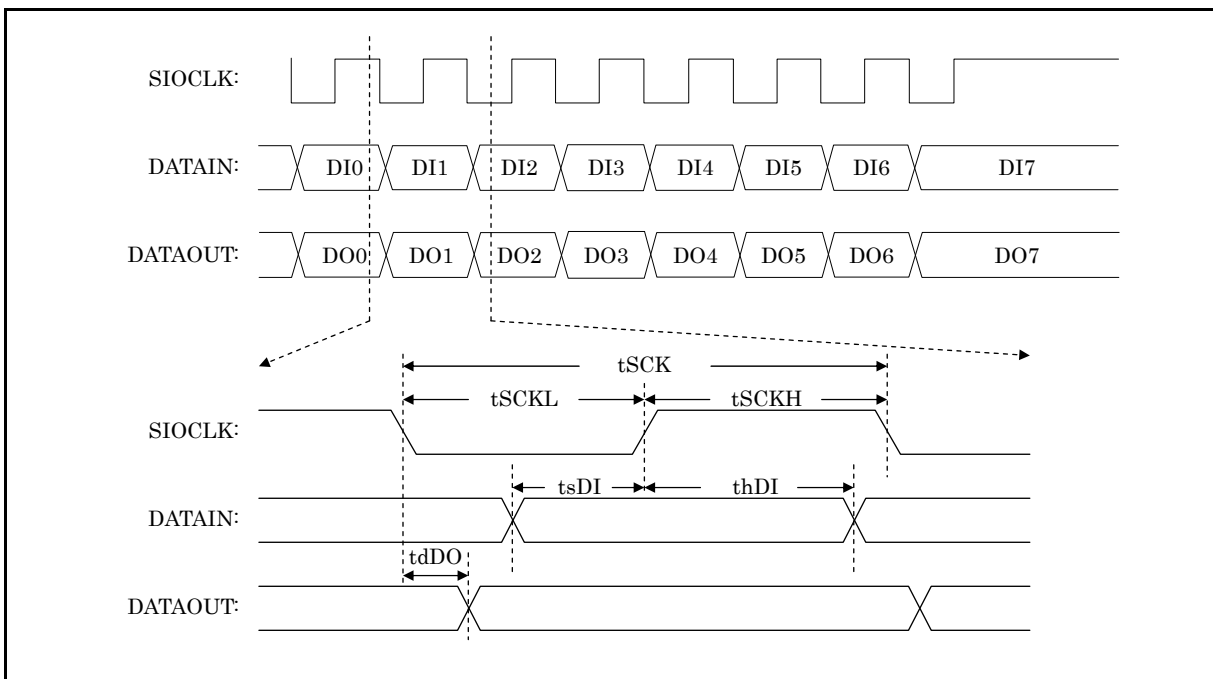 SIOCLK:
DATAIN: DI0 DI1 DI2 DI3 DI4 DI5 DI6 DI7
DATAOUT: DO0 DO1 DO2 DO3 DO4 DO5 DO6 DO7
tSCK
tSCKL tSCKH
SIOCLK:
tsDI thDI
DATAIN:
tdDO
DATAOUT: